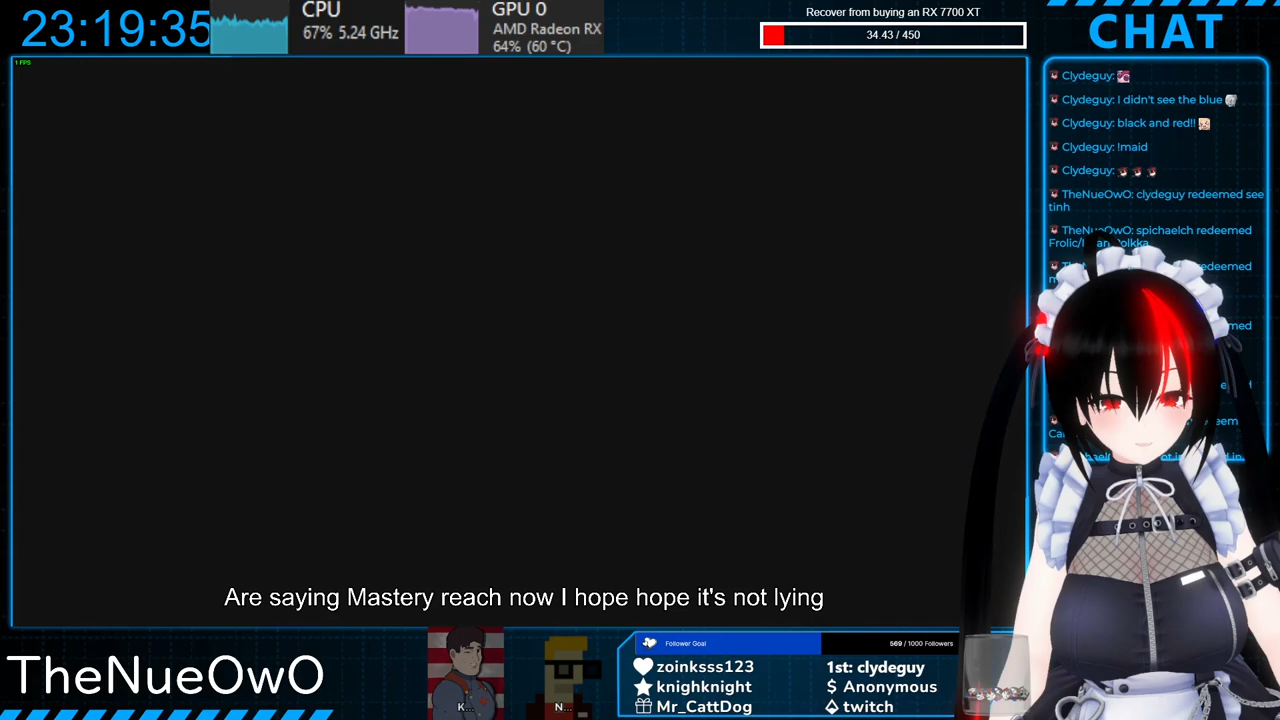 23:19:35
CPU
67% 5.24 GHz
GPU 0
AMD Radeon RX
64% (60 °C)
Recover from buying an RX 7700 XT
34.43 / 450
CHAT
1 FPS
Clydeguy:
Clydeguy: I didn't see the blue
Clydeguy: black and red!!
Clydeguy: !maid
Clydeguy:
TheNueOwO: clydeguy redeemed see
tinh
TheNueOwO: spichaelch redeemed
Frolic/
Are saying Mastery reach now I hope hope it's not lying
TheNueOwO
K...
N...
Follower Goal
569 / 1000 Followers
zoinksss123
1st: clydeguy
knighknight
$ Anonymous
Mr_CattDog
twitch